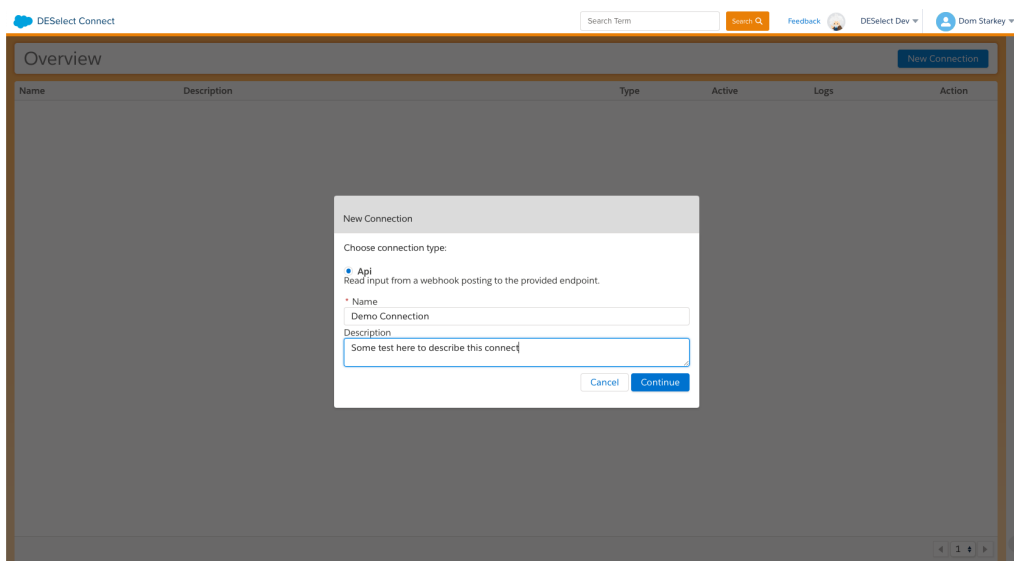 DESelect Connect
Search Term
Search
Feedback
DESelect Dev
Dom Starkey
Overview
New Connection
Name Description Type Active Logs Action
New Connection
Choose connection type:
Api
Read input from a webhook posting to the provided endpoint.
* Name
Demo Connection
Description
Some test here to describe this connect
Cancel Continue
1